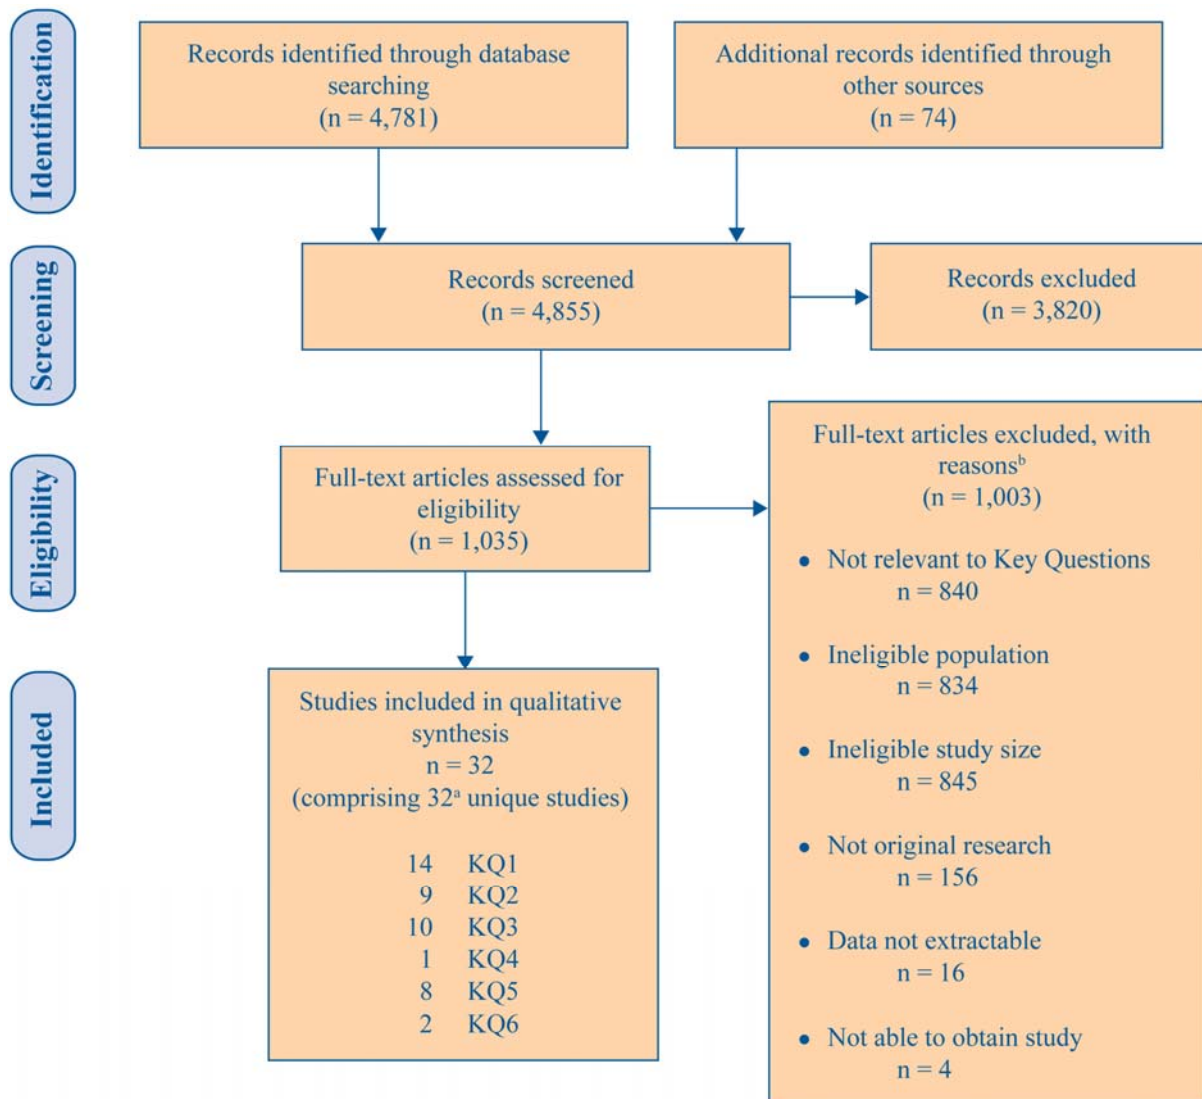 Identification
Records identified through database
searching
(n = 4,781)
Additional records identified through
other sources
(n = 74)
Screening
Records screened
(n = 4,855)
Records excluded
(n = 3,820)
Eligibility
Full-text articles assessed for
eligibility
(n = 1,035)
Full-text articles excluded, with
reasonsᵇ
(n = 1,003)
• Not relevant to Key Questions
n = 840
• Ineligible population
n = 834
• Ineligible study size
n = 845
• Not original research
n = 156
• Data not extractable
n = 16
• Not able to obtain study
n = 4
Included
Studies included in qualitative
synthesis
n = 32
(comprising 32ᵃ unique studies)
14 KQ1
9 KQ2
10 KQ3
1 KQ4
8 KQ5
2 KQ6